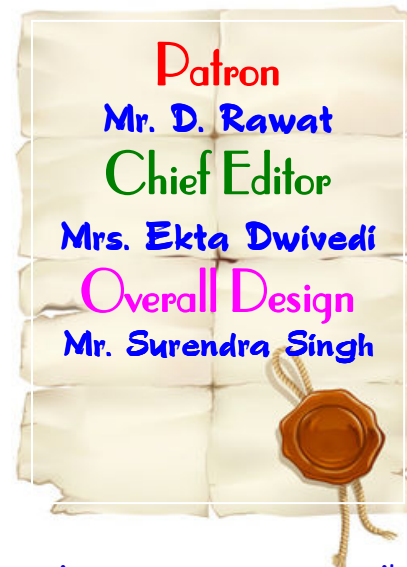 Patron
Mr. D. Rawat
Chief Editor
Mrs. Ekta Dwivedi
Overall Design
Mr. Surendra Singh